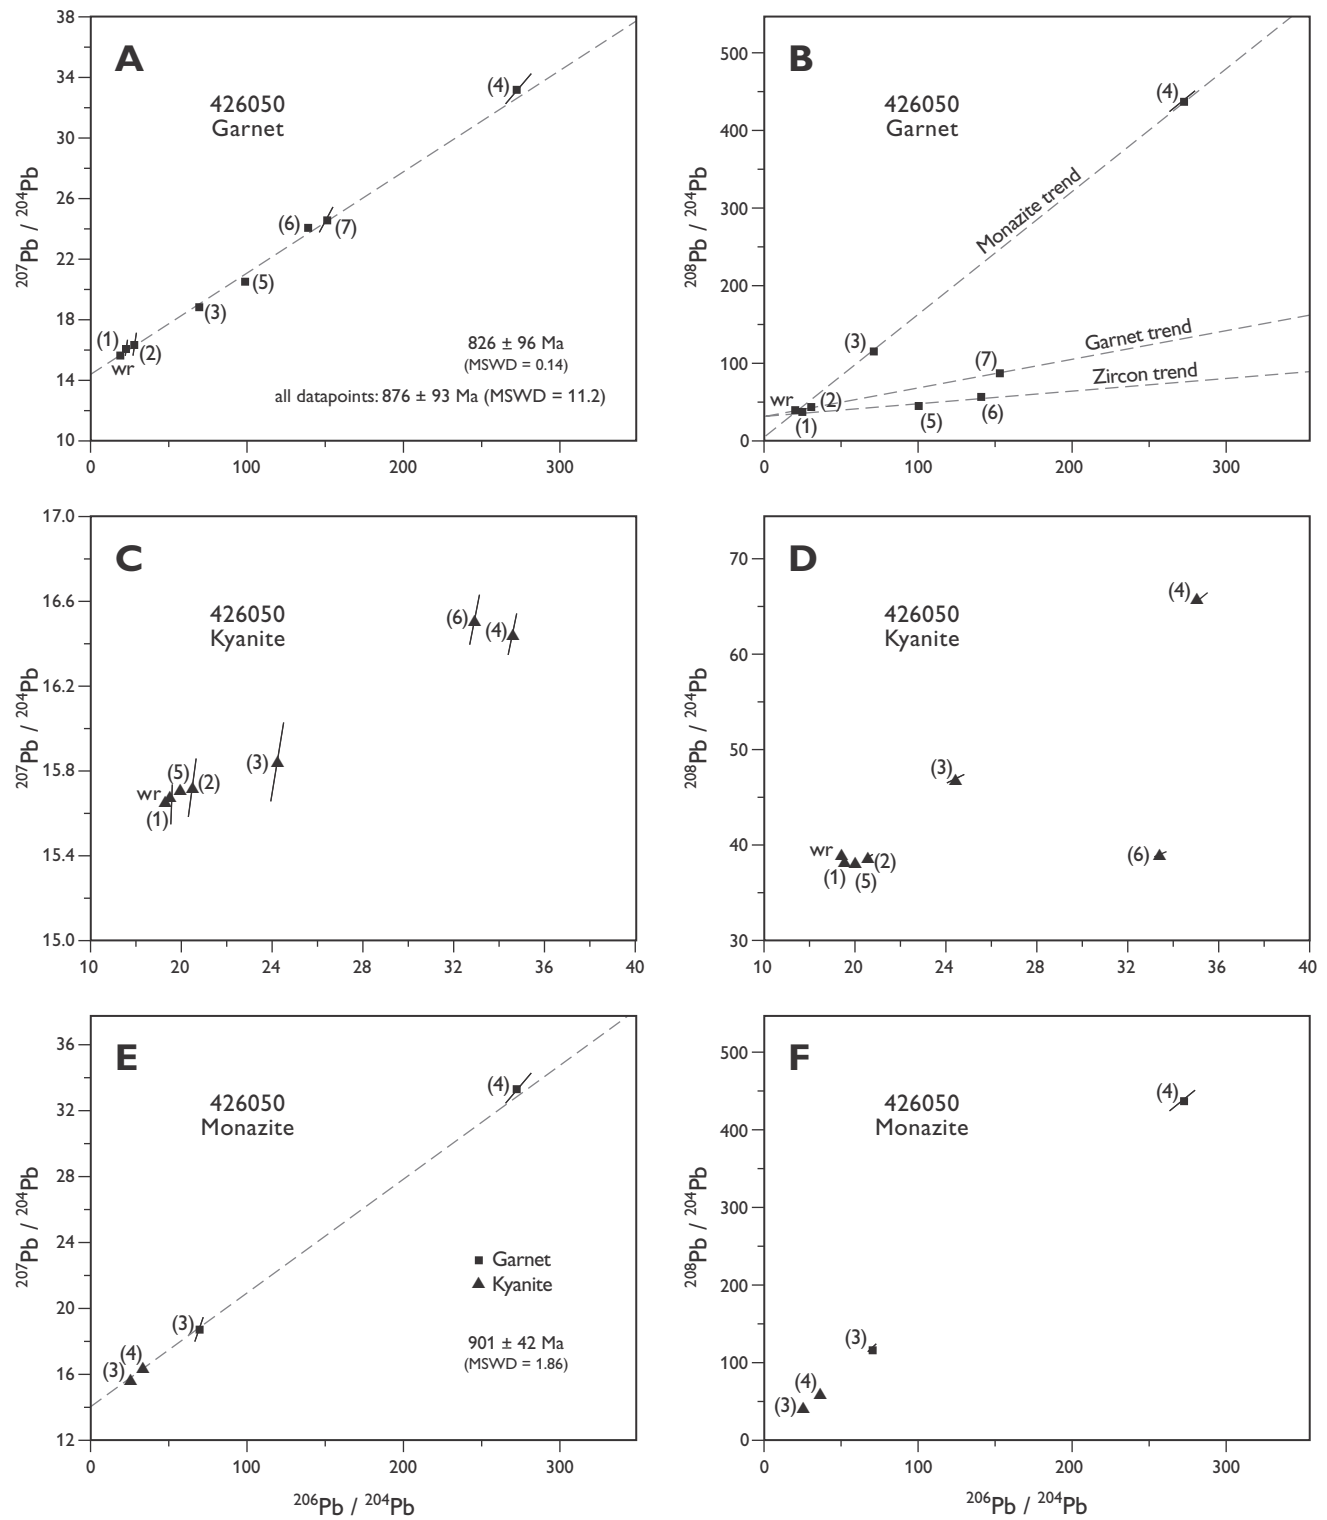 A
426050
Garnet
207Pb / 204Pb
38
34
30
26
22
18
14
10
(4)
(6)
(7)
(5)
(3)
(1)
(2)
wr
826 ± 96 Ma
(MSWD = 0.14)
all datapoints: 876 ± 93 Ma (MSWD = 11.2)
0 100 200 300
B
426050
Garnet
208Pb / 204Pb
500
400
300
200
100
0
(4)
Monazite trend
(3)
Garnet trend
(7)
Zircon trend
wr
(2)
(1)
(5)
(6)
0 100 200 300
C
426050
Kyanite
207Pb / 204Pb
17.0
16.6
16.2
15.8
15.4
15.0
(6)
(4)
(3)
(5)
(2)
wr
(1)
10 20 24 32 36 40
D
426050
Kyanite
208Pb / 204Pb
70
60
50
40
30
(4)
(3)
wr
(1)
(5)
(2)
(6)
10 20 24 28 32 36 40
E
426050
Monazite
207Pb / 204Pb
36
32
28
24
20
16
12
(4)
Garnet
Kyanite
(3)
(4)
(3)
901 ± 42 Ma
(MSWD = 1.86)
0 100 200 300
206Pb / 204Pb
F
426050
Monazite
208Pb / 204Pb
500
400
300
200
100
0
(4)
(3)
(4)
(3)
0 100 200 300
206Pb / 204Pb